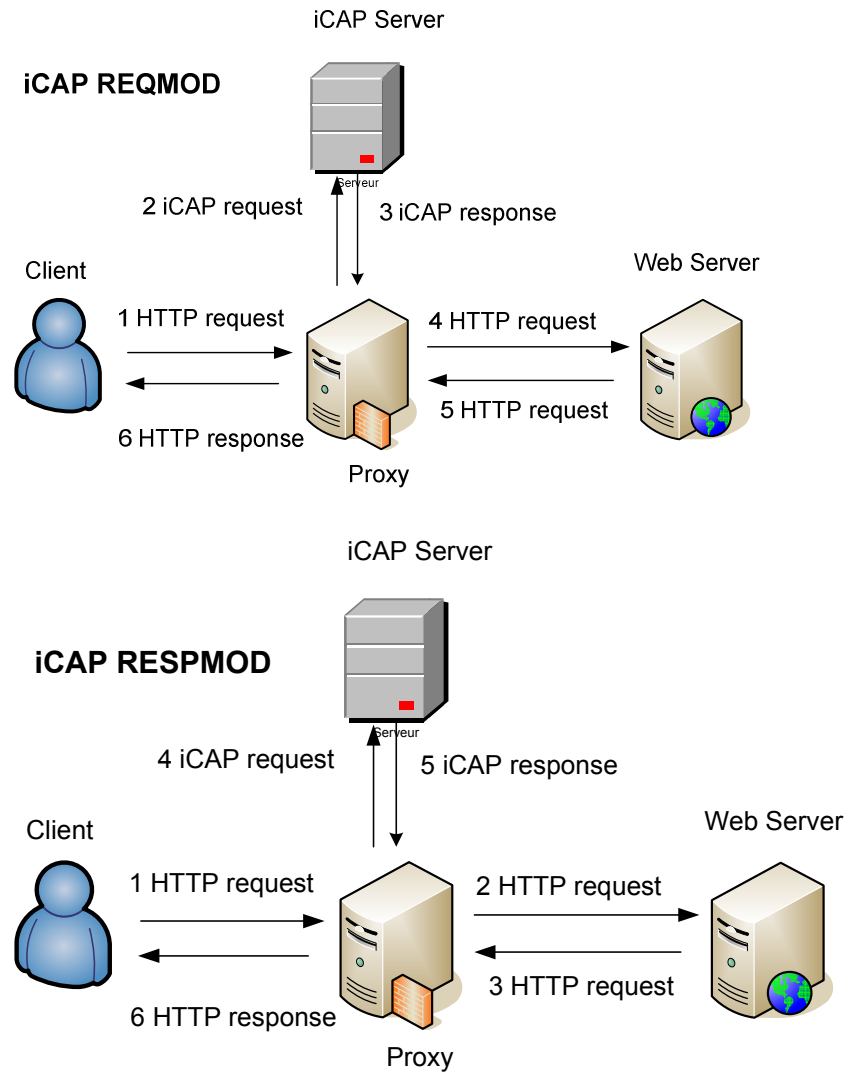 iCAP Server
iCAP REQMOD
Serveur
2 iCAP request
3 iCAP response
Client
Web Server
1 HTTP request
4 HTTP request
5 HTTP request
6 HTTP response
Proxy
iCAP Server
iCAP RESPMOD
Serveur
4 iCAP request
5 iCAP response
Client
Web Server
1 HTTP request
2 HTTP request
3 HTTP request
6 HTTP response
Proxy